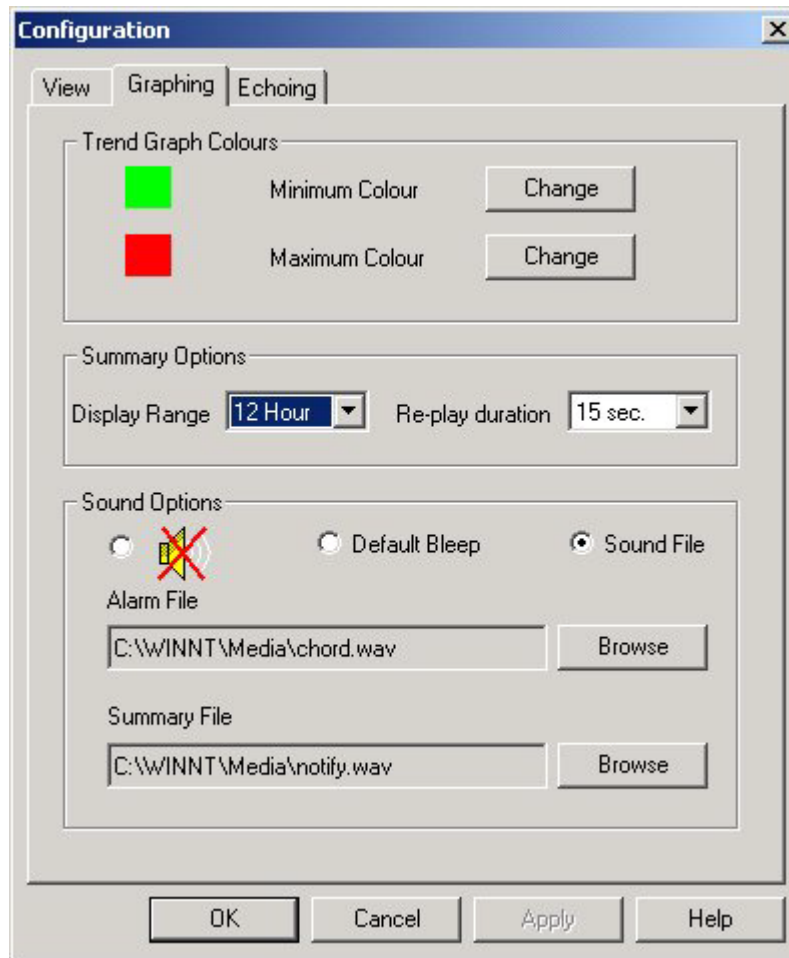 Configuration
View Graphing Echoing
Trend Graph Colours
Minimum Colour Change
Maximum Colour Change
Summary Options
Display Range 12 Hour Re-play duration 15 sec.
Sound Options
Default Bleep Sound File
Alarm File
C:\WINNT\Media\chord.wav Browse
Summary File
C:\WINNT\Media\notify.wav Browse
OK Cancel Apply Help